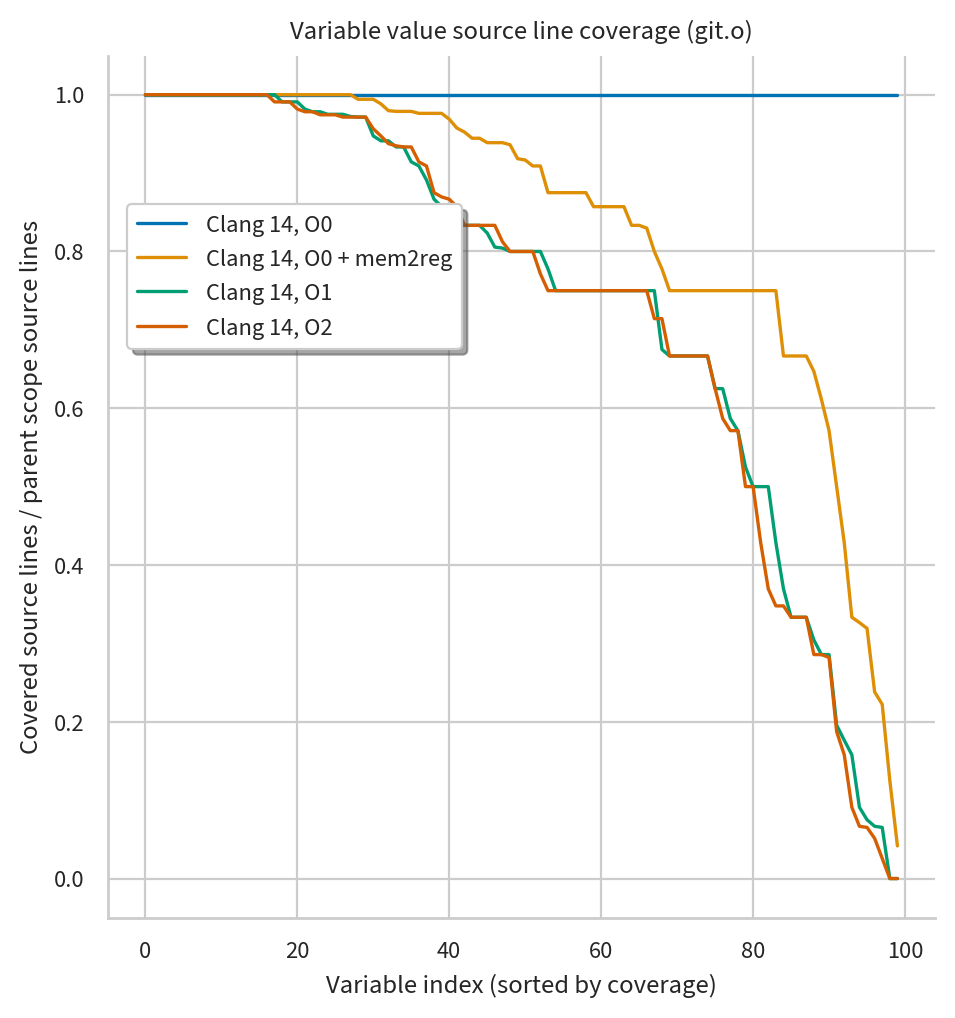 Variable value source line coverage (git.o)
Covered source lines / parent scope source lines
1.0
0.8
0.6
0.4
0.2
0.0
Clang 14, O0
Clang 14, O0 + mem2reg
Clang 14, O1
Clang 14, O2
0 20 40 60 80 100
Variable index (sorted by coverage)